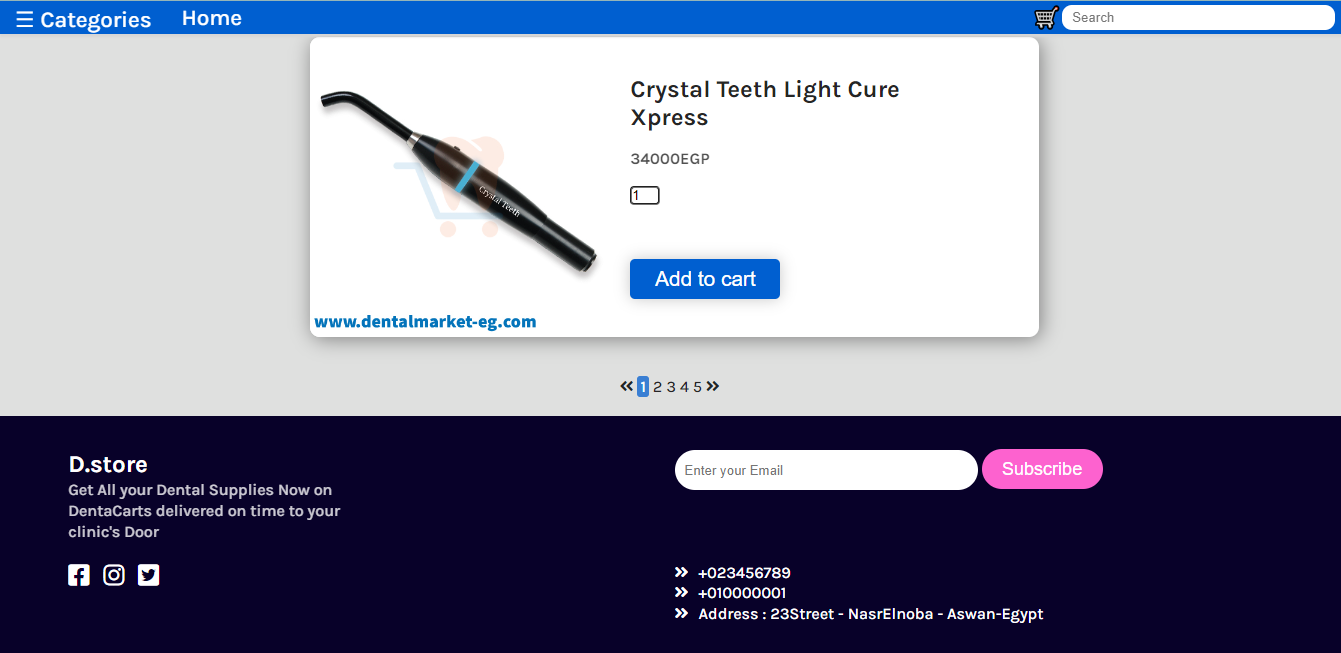 ☰ Categories Home
Search
Crystal Teeth Light Cure
Xpress
34000EGP
1
Crystal Teeth
Add to cart
www.dentalmarket-eg.com
« 1 2 3 4 5 »
D.store
Get All your Dental Supplies Now on
DentaCarts delivered on time to your
clinic's Door
Enter your Email
Subscribe
» +023456789
» +010000001
» Address : 23Street - NasrElnoba - Aswan-Egypt